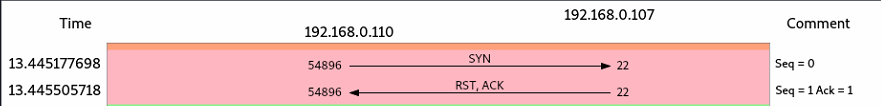 192.168.0.107
Time 192.168.0.110 Comment
13.445177698 54896 SYN 22 Seq = 0
13.445505718 54896 RST, ACK 22 Seq = 1 Ack = 1